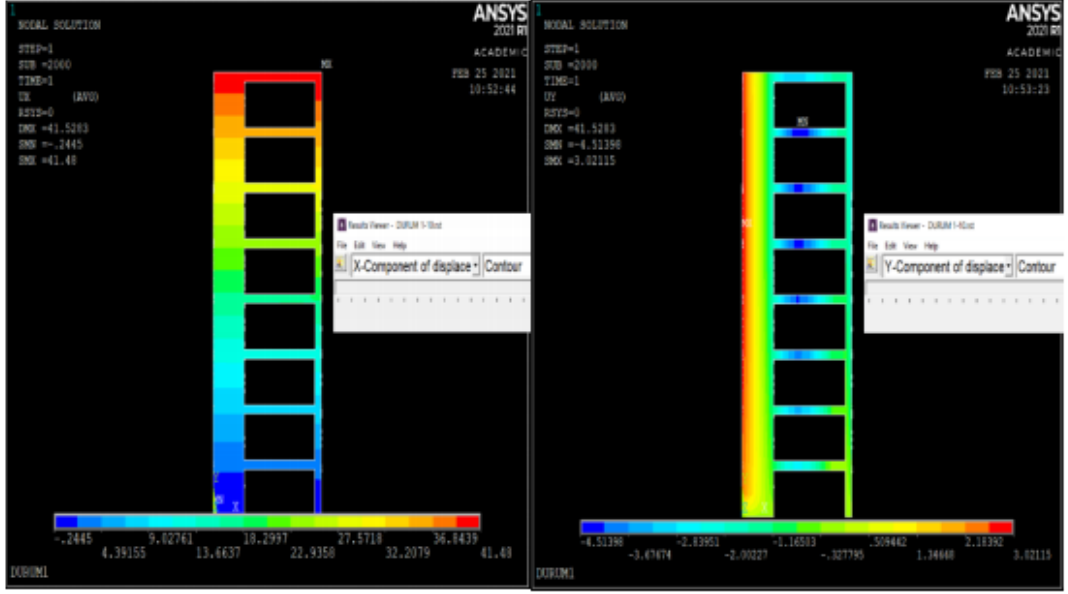 1
NODAL SOLUTION
STEP=1
SUB =2000
TIME=1
UX (AVG)
RSYS=0
DMX =41.5283
SMN =-.2445
SMX =41.48
ANSYS
2021 R1
ACADEMIC
FEB 25 2021
10:52:44
MX
MN
X
Results Viewer - DURUM 1-10.rst
File Edit View Help
X-Component of displace Contour
-.2445 9.02761 18.2997 27.5718 36.8439
4.39155 13.6637 22.9358 32.2079 41.48
DURUM1
1
NODAL SOLUTION
STEP=1
SUB =2000
TIME=1
UY (AVG)
RSYS=0
DMX =41.5283
SMN =-4.51398
SMX =3.02115
ANSYS
2021 R1
ACADEMIC
FEB 25 2021
10:53:23
MN
MX
Results Viewer - DURUM 1-10.rst
File Edit View Help
Y-Component of displace Contour
-4.51398 -2.83951 -1.16503 .509442 2.18392
-3.67674 -2.00227 -.327795 1.34668 3.02115
DURUM1